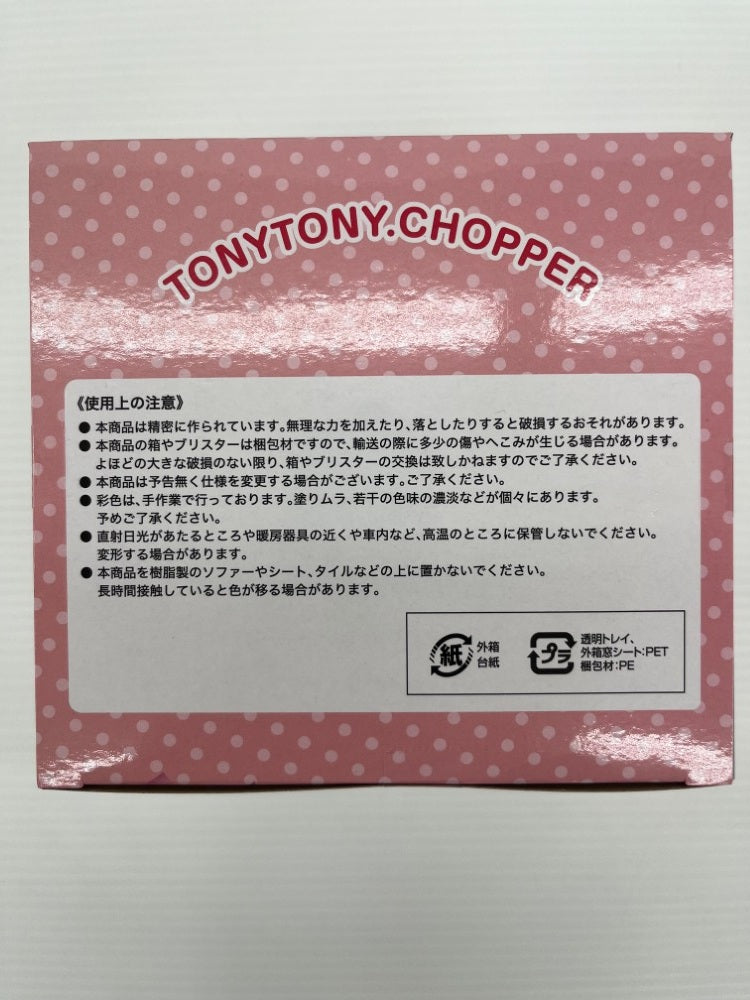 TONYTONY.CHOPPER
《使用上の注意》
● 本商品は精密に作られています。無理な力を加えたり、落としたりすると破損するおそれがあります。
● 本商品の箱やブリスターは梱包材ですので、輸送の際に多少の傷やへこみが生じる場合があります。
よほどの大きな破損のない限り、箱やブリスターの交換は致しかねますのでご了承ください。
● 本商品は予告無く仕様を変更する場合がございます。ご了承ください。
● 彩色は、手作業で行っております。塗りムラ、若干の色味の濃淡などが個々にあります。
予めご了承ください。
● 直射日光があたるところや暖房器具の近くや車内など、高温のところに保管しないでください。
変形する場合があります。
● 本商品を樹脂製のソファーやシート、タイルなどの上に置かないでください。
長時間接触していると色が移る場合があります。
紙 外箱
台紙
プラ 透明トレイ、
外箱窓シート:PET
梱包材:PE